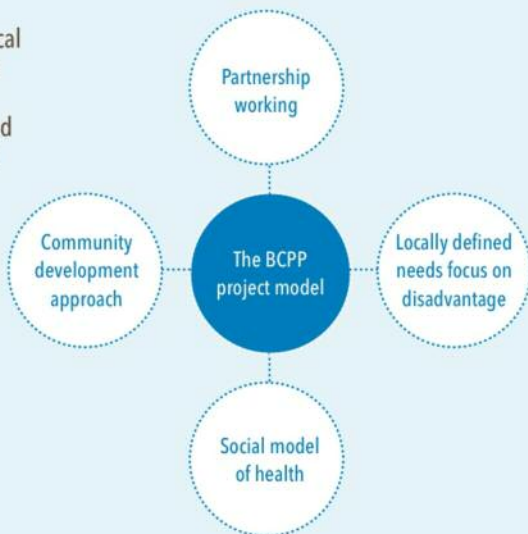 Partnership
working
Community
development
approach
The BCPP
project model
Locally defined
needs focus on
disadvantage
Social model
of health